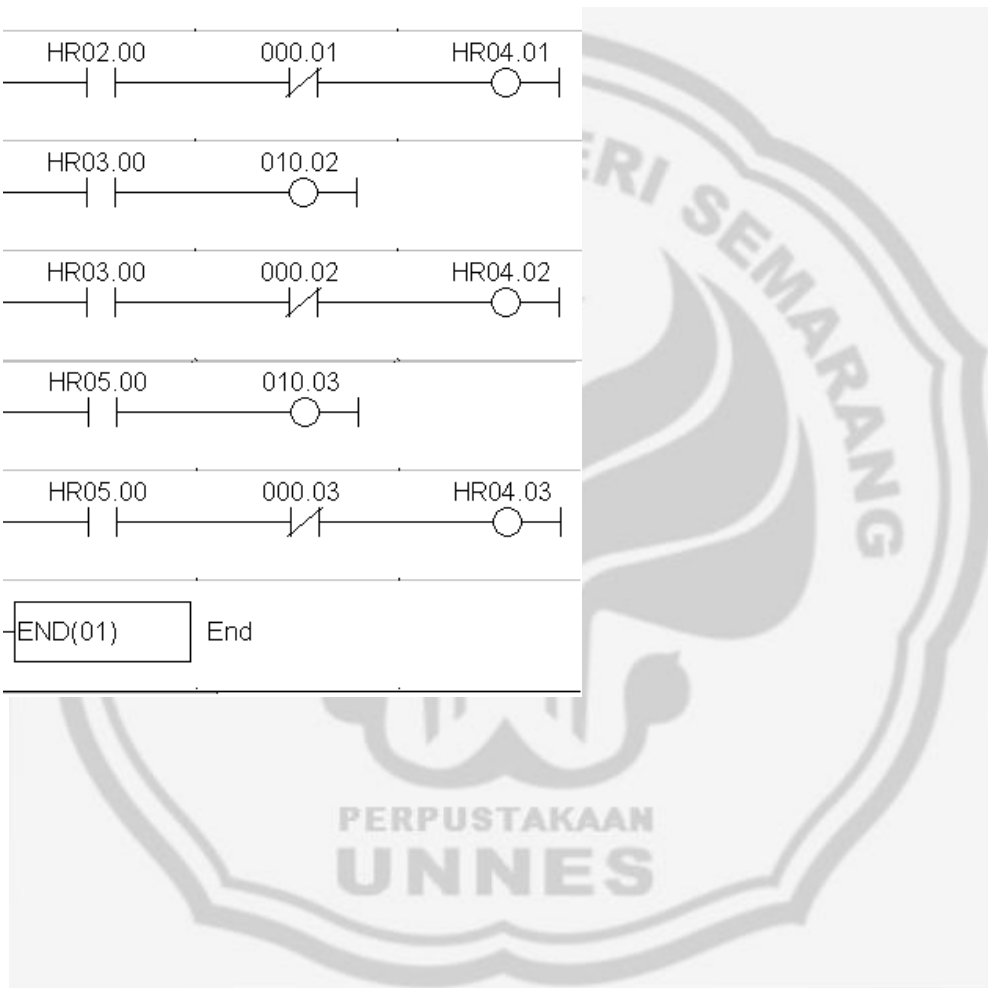 HR02.00 000.01 HR04.01
HR03.00 010.02
HR03.00 000.02 HR04.02
HR05.00 010.03
HR05.00 000.03 HR04.03
END(01) End
ERI SEMARANG
PERPUSTAKAAN
UNNES